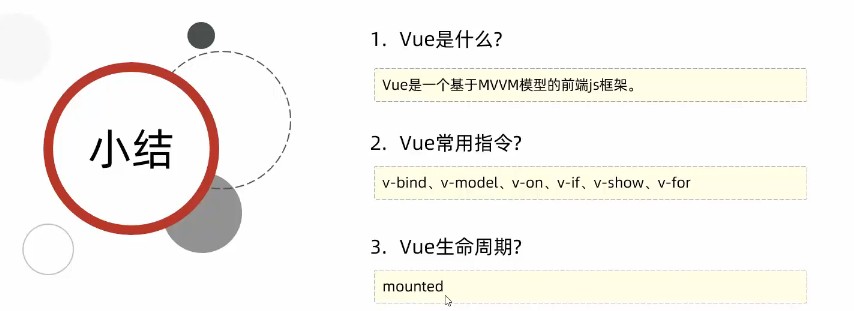 小结
1. Vue是什么?
Vue是一个基于MVVM模型的前端js框架。
2. Vue常用指令?
v-bind、v-model、v-on、v-if、v-show、v-for
3. Vue生命周期?
mounted